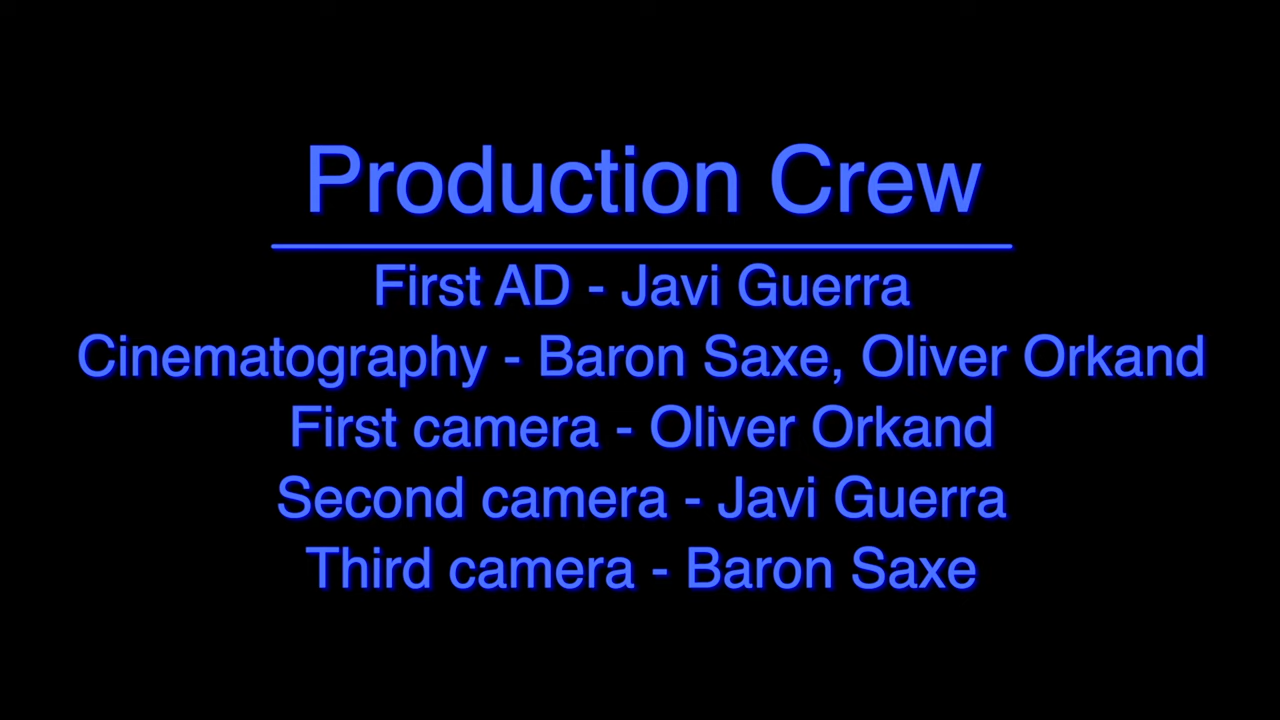 Production Crew
First AD - Javi Guerra
Cinematography - Baron Saxe, Oliver Orkand
First camera - Oliver Orkand
Second camera - Javi Guerra
Third camera - Baron Saxe